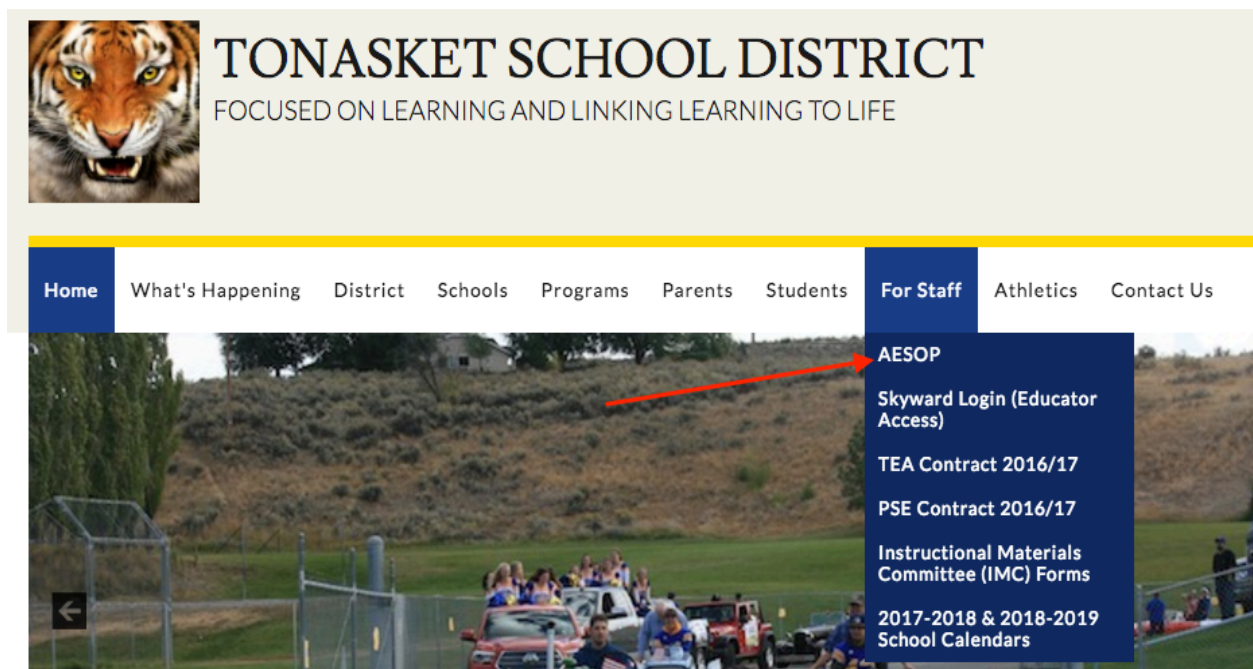 TONASKET SCHOOL DISTRICT
FOCUSED ON LEARNING AND LINKING LEARNING TO LIFE
Home What's Happening District Schools Programs Parents Students For Staff Athletics Contact Us
AESOP
Skyward Login (Educator
Access)
TEA Contract 2016/17
PSE Contract 2016/17
Instructional Materials
Committee (IMC) Forms
2017-2018 & 2018-2019
School Calendars